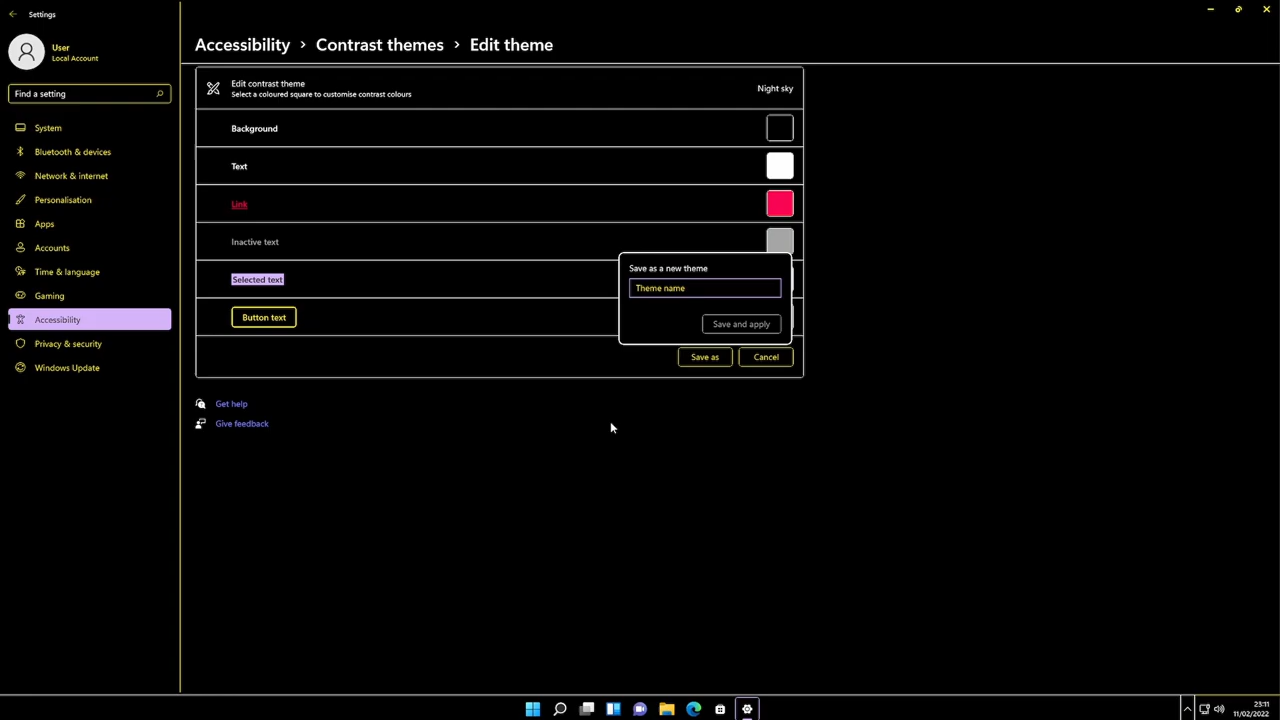 Settings
User
Local Account
Find a setting
System
Bluetooth & devices
Network & internet
Personalisation
Apps
Accounts
Time & language
Gaming
Accessibility
Privacy & security
Windows Update
Accessibility › Contrast themes › Edit theme
Edit contrast theme
Select a coloured square to customise contrast colours
Night sky
Background
Text
Link
Inactive text
Selected text
Button text
Save as a new theme
Theme name
Save and apply
Save as
Cancel
Get help
Give feedback
23:11
11/02/2022